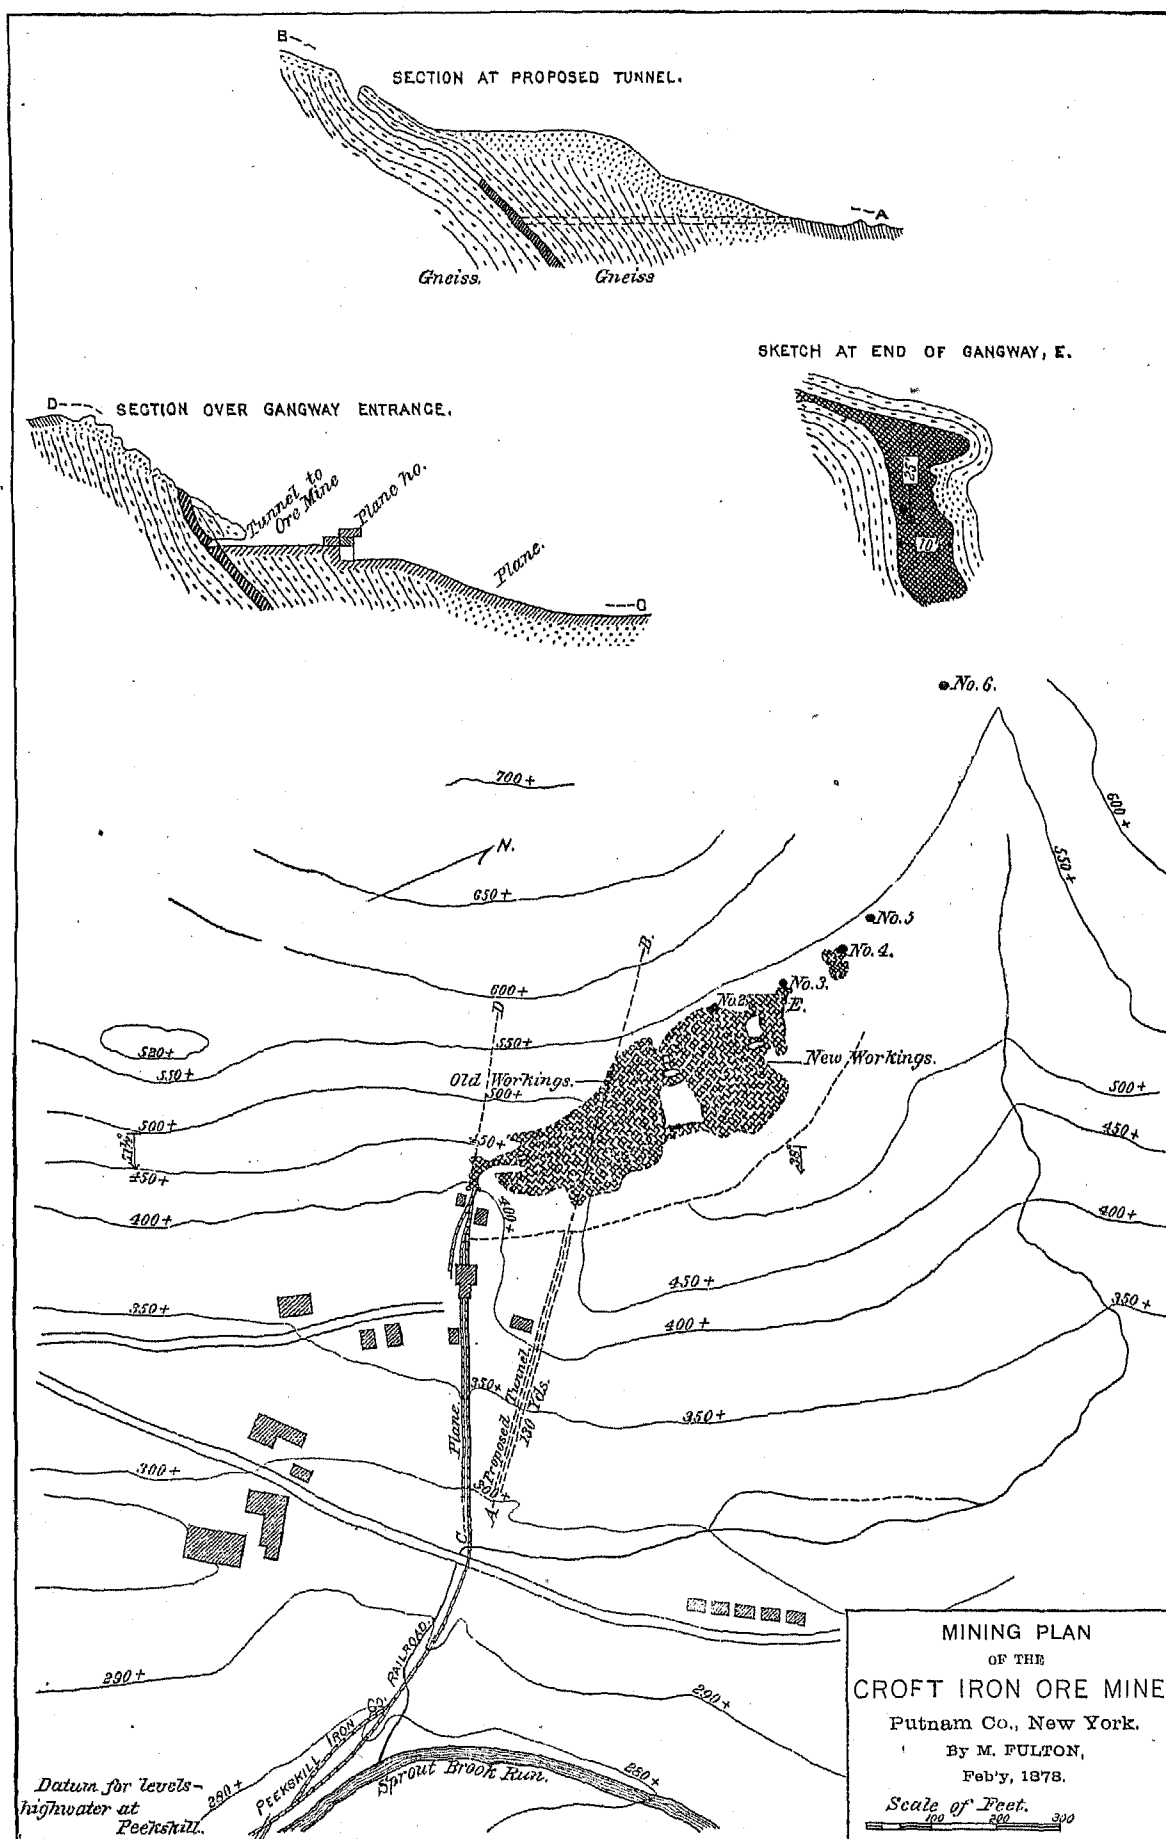 B
SECTION AT PROPOSED TUNNEL.
A
Gneiss.
Gneiss
SKETCH AT END OF GANGWAY, E.
25'
10'
D
SECTION OVER GANGWAY ENTRANCE.
Tunnel to
Ore Mine
Plane ho.
Plane.
C
No. 6.
700+
600+
N.
650+
550+
No. 5
No. 4.
B.
No. 3.
No. 2
E.
600+
D
550+
520+
550+
New Workings.
Old Workings.
500+
500+
500+
450+
450+
450+
400+
400+
400+
450+
350+
350+
400+
350+
350+
Plane
Proposed Tunnel.
130 Yds.
300+
300+
A
C
290+
290+
PEEKSKILL IRON CO. RAILROAD.
Sprout Brook Run.
280+
280+
Datum for levels-
highwater at
Peekskill.
MINING PLAN
OF THE
CROFT IRON ORE MINE
Putnam Co., New York.
By M. FULTON,
Feb'y, 1878.
Scale of Feet.
100 200 300